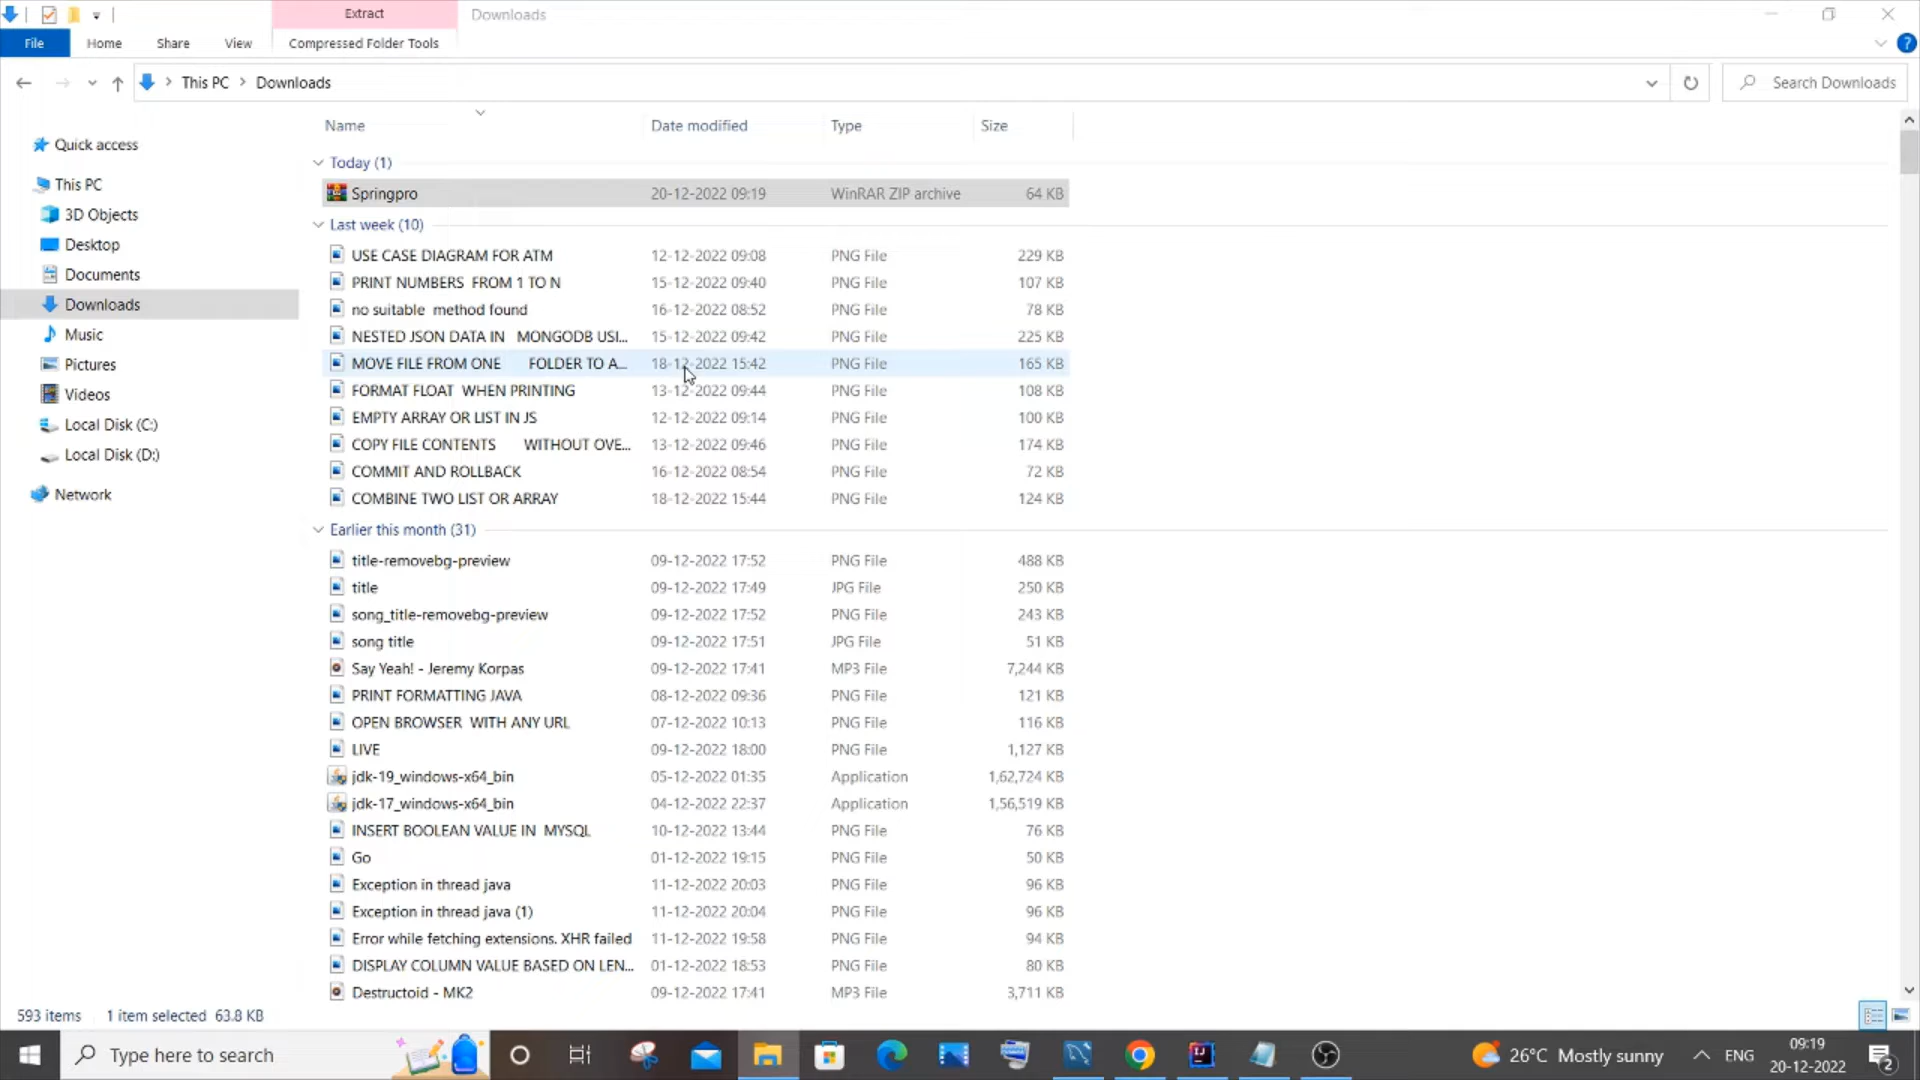 Extract
Downloads
File
Home
Share
View
Compressed Folder Tools
This PC
Downloads
Search Downloads
Name
Date modified
Type
Size
Quick access
This PC
3D Objects
Desktop
Documents
Downloads
Music
Pictures
Videos
Local Disk (C:)
Local Disk (D:)
Network
Today (1)
Springpro 20-12-2022 09:19 WinRAR ZIP archive 64 KB
Last week (10)
USE CASE DIAGRAM FOR ATM 12-12-2022 09:08 PNG File 229 KB
PRINT NUMBERS FROM 1 TO N 15-12-2022 09:40 PNG File 107 KB
no suitable method found 16-12-2022 08:52 PNG File 78 KB
NESTED JSON DATA IN MONGODB USI... 15-12-2022 09:42 PNG File 225 KB
MOVE FILE FROM ONE FOLDER TO A... 18-12-2022 15:42 PNG File 165 KB
FORMAT FLOAT WHEN PRINTING 13-12-2022 09:44 PNG File 108 KB
EMPTY ARRAY OR LIST IN JS 12-12-2022 09:14 PNG File 100 KB
COPY FILE CONTENTS WITHOUT OVE... 13-12-2022 09:46 PNG File 174 KB
COMMIT AND ROLLBACK 16-12-2022 08:54 PNG File 72 KB
COMBINE TWO LIST OR ARRAY 18-12-2022 15:44 PNG File 124 KB
Earlier this month (31)
title-removebg-preview 09-12-2022 17:52 PNG File 488 KB
title 09-12-2022 17:49 JPG File 250 KB
song_title-removebg-preview 09-12-2022 17:52 PNG File 243 KB
song title 09-12-2022 17:51 JPG File 51 KB
Say Yeah! - Jeremy Korpas 09-12-2022 17:41 MP3 File 7,244 KB
PRINT FORMATTING JAVA 08-12-2022 09:36 PNG File 121 KB
OPEN BROWSER WITH ANY URL 07-12-2022 10:13 PNG File 116 KB
LIVE 09-12-2022 18:00 PNG File 1,127 KB
jdk-19_windows-x64_bin 05-12-2022 01:35 Application 1,62,724 KB
jdk-17_windows-x64_bin 04-12-2022 22:37 Application 1,56,519 KB
INSERT BOOLEAN VALUE IN MYSQL 10-12-2022 13:44 PNG File 76 KB
Go 01-12-2022 19:15 PNG File 50 KB
Exception in thread java 11-12-2022 20:03 PNG File 96 KB
Exception in thread java (1) 11-12-2022 20:04 PNG File 96 KB
Error while fetching extensions. XHR failed 11-12-2022 19:58 PNG File 94 KB
DISPLAY COLUMN VALUE BASED ON LEN... 01-12-2022 18:53 PNG File 80 KB
Destructoid - MK2 09-12-2022 17:41 MP3 File 3,711 KB
593 items 1 item selected 63.8 KB
Type here to search
26°C Mostly sunny
ENG
09:19
20-12-2022
2